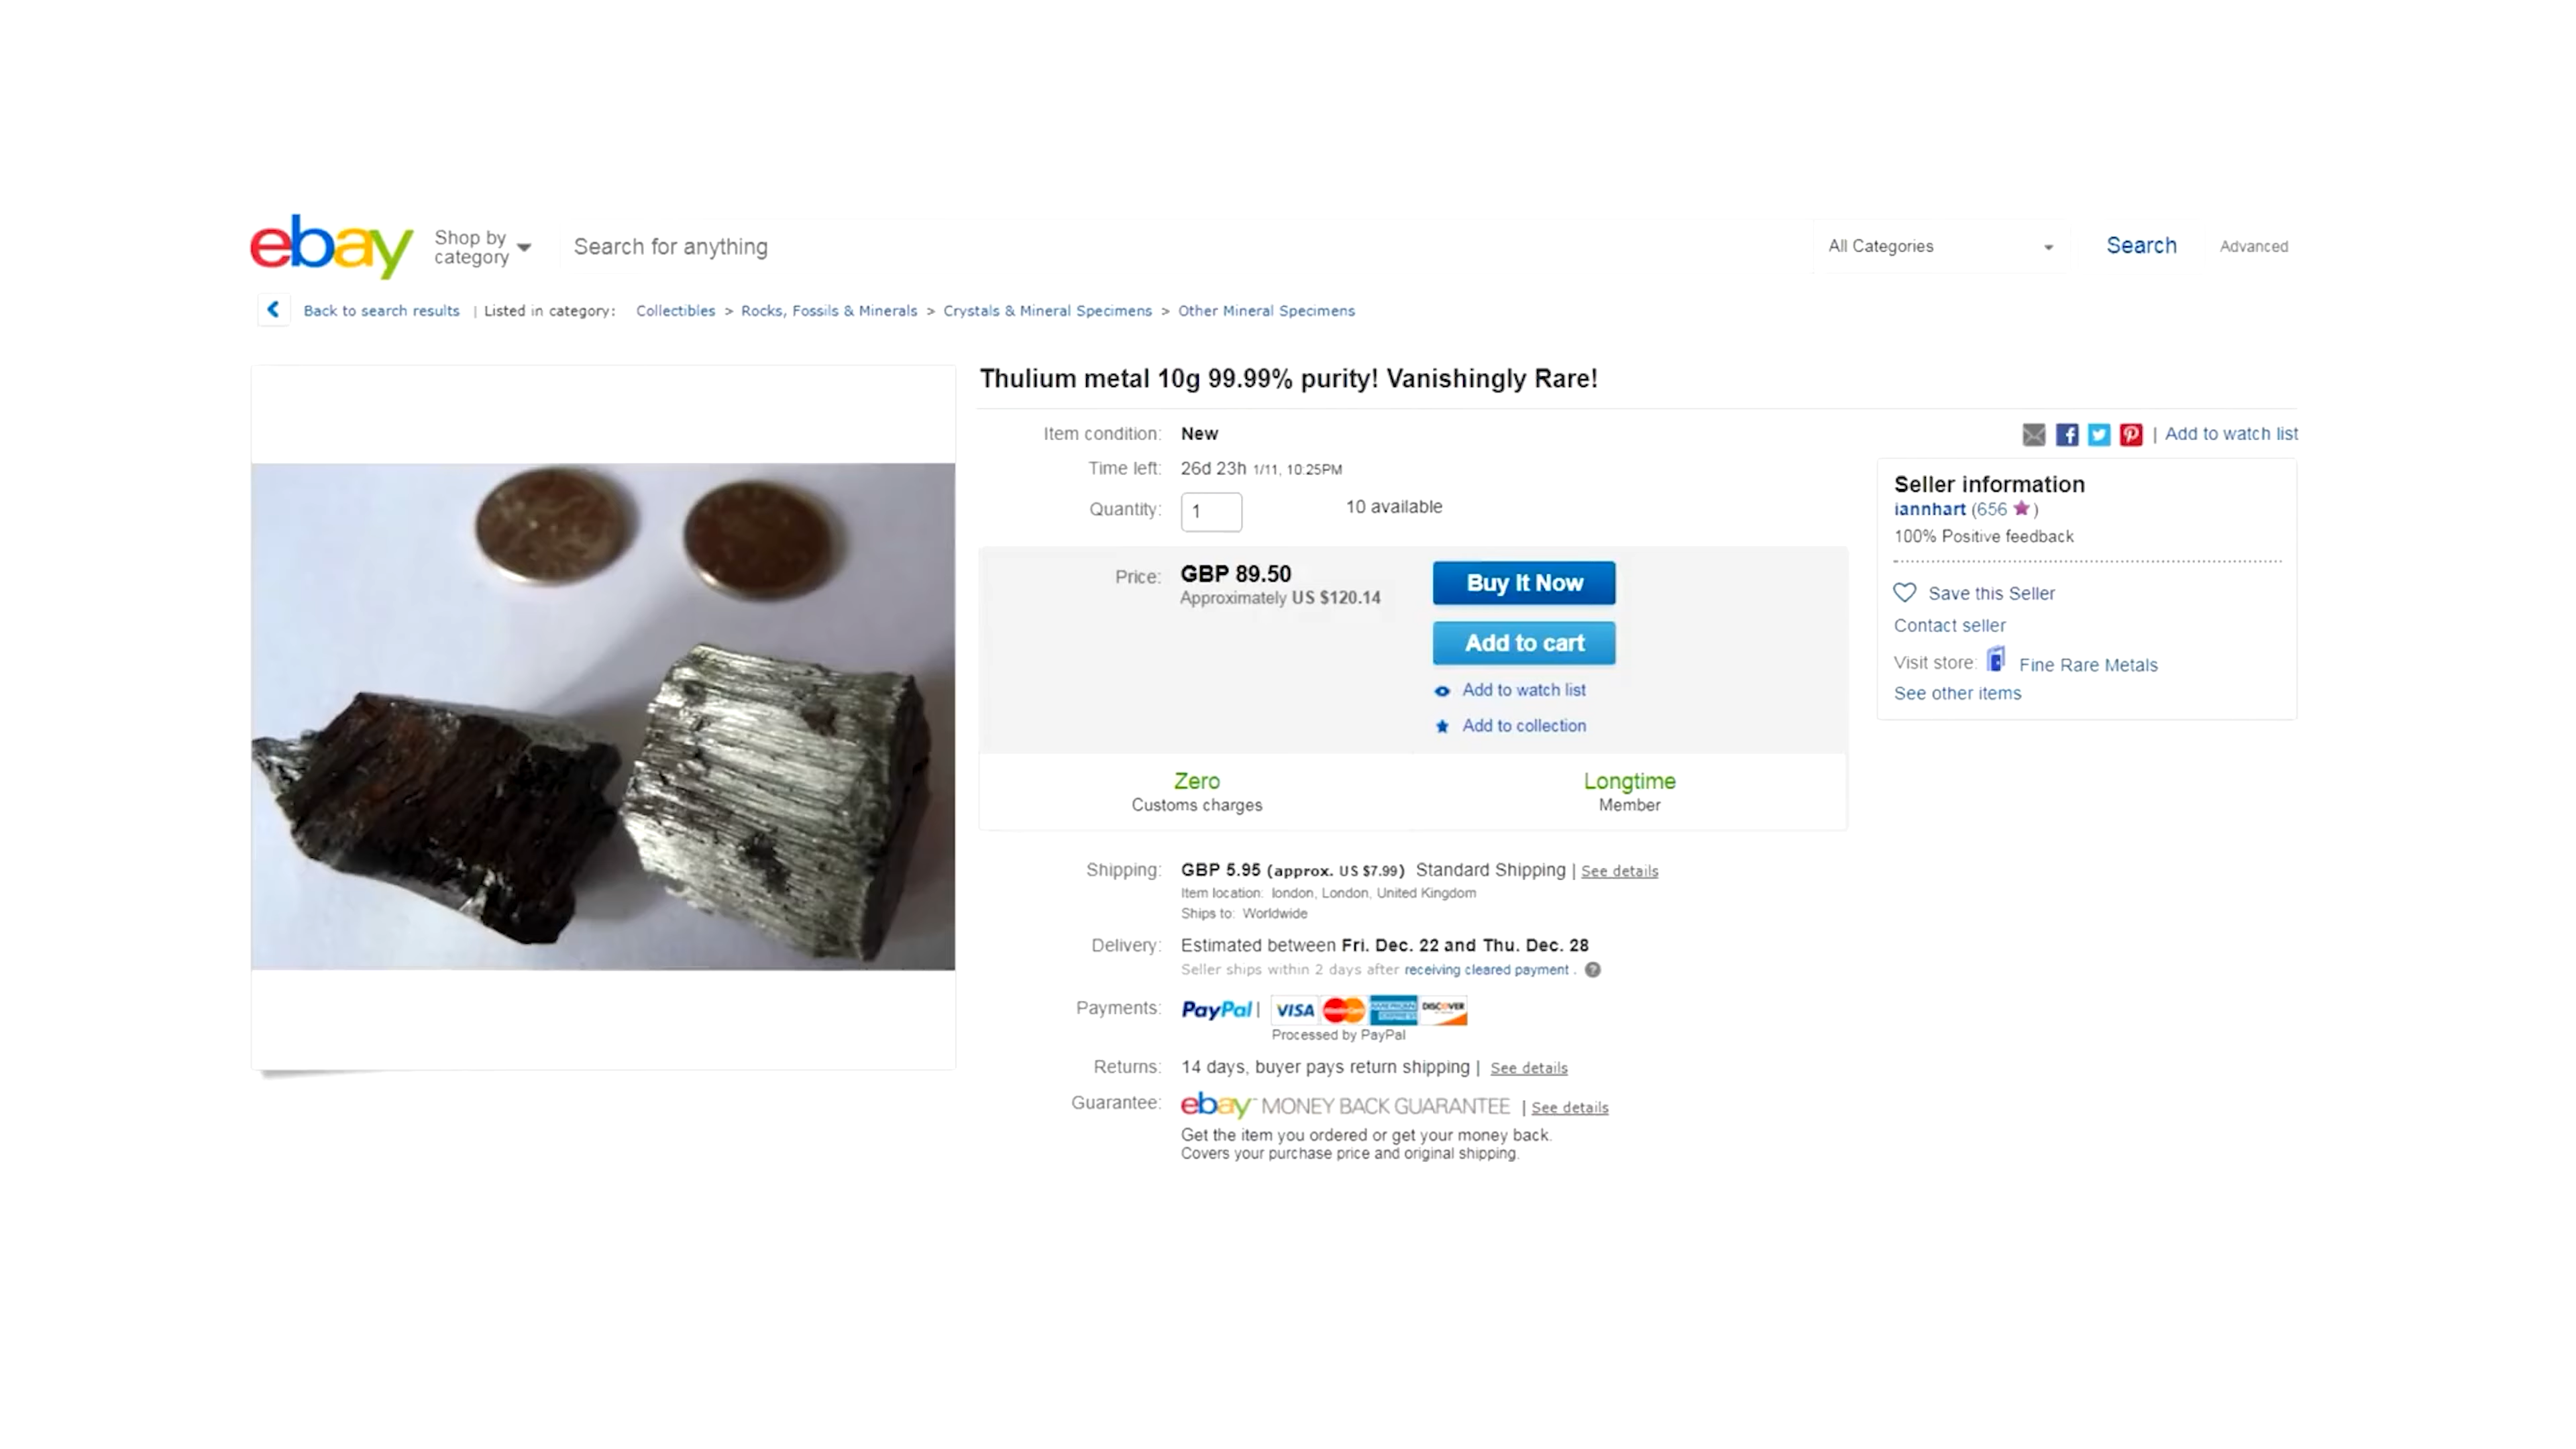 ebay
Shop by
category
Search for anything
All Categories
Search
Advanced
Back to search results | Listed in category: Collectibles > Rocks, Fossils & Minerals > Crystals & Mineral Specimens > Other Mineral Specimens
Thulium metal 10g 99.99% purity! Vanishingly Rare!
Item condition: New
| Add to watch list
Time left: 26d 23h 1/11, 10:25PM
Quantity: 1 10 available
Price: GBP 89.50
Approximately US $120.14
Buy It Now
Add to cart
Add to watch list
Add to collection
Zero
Customs charges
Longtime
Member
Seller information
iannhart (656)
100% Positive feedback
Save this Seller
Contact seller
Visit store: Fine Rare Metals
See other items
Shipping: GBP 5.95 (approx. US $7.99) Standard Shipping | See details
Item location: london, London, United Kingdom
Ships to: Worldwide
Delivery: Estimated between Fri. Dec. 22 and Thu. Dec. 28
Seller ships within 2 days after receiving cleared payment . ?
Payments: PayPal | VISA MasterCard AMERICAN EXPRESS DISCOVER
Processed by PayPal
Returns: 14 days, buyer pays return shipping | See details
Guarantee: ebay MONEY BACK GUARANTEE | See details
Get the item you ordered or get your money back.
Covers your purchase price and original shipping.